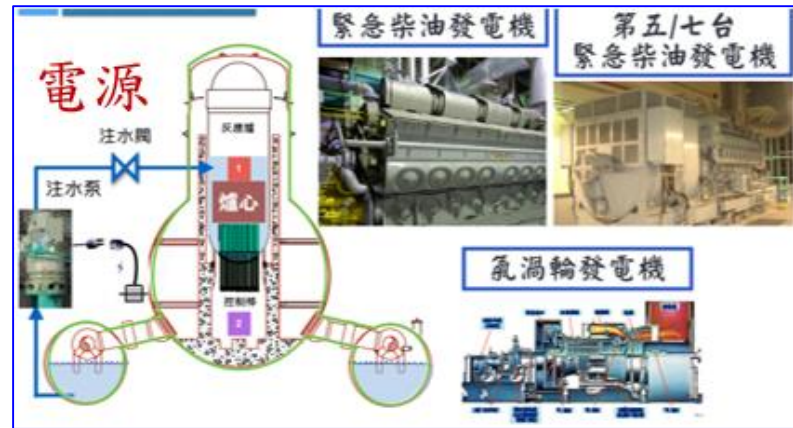 電源
注水閥
注水泵
反應爐
1
爐心
控制棒
2
緊急柴油發電機
第五/七台
緊急柴油發電機
氣渦輪發電機